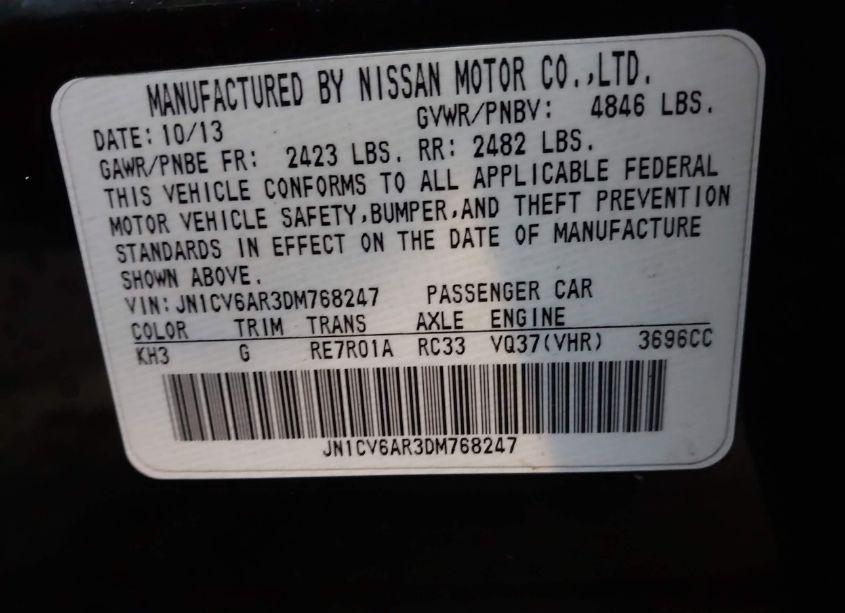 MANUFACTURED BY NISSAN MOTOR CO.,LTD.
DATE: 10/13 GVWR/PNBV: 4846 LBS.
GAWR/PNBE FR: 2423 LBS. RR: 2482 LBS.
THIS VEHICLE CONFORMS TO ALL APPLICABLE FEDERAL
MOTOR VEHICLE SAFETY,BUMPER,AND THEFT PREVENTION
STANDARDS IN EFFECT ON THE DATE OF MANUFACTURE
SHOWN ABOVE.
VIN: JN1CV6AR3DM768247 PASSENGER CAR
COLOR TRIM TRANS AXLE ENGINE
KH3 G RE7R01A RC33 VQ37(VHR) 3696CC
JN1CV6AR3DM768247